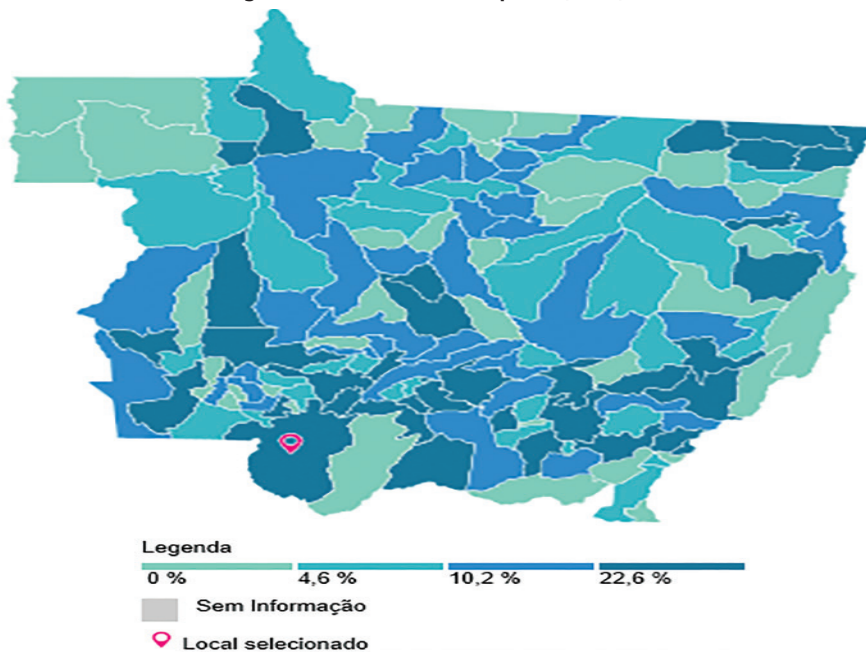 Legenda
0 % 4,6 % 10,2 % 22,6 %
Sem Informação
Local selecionado